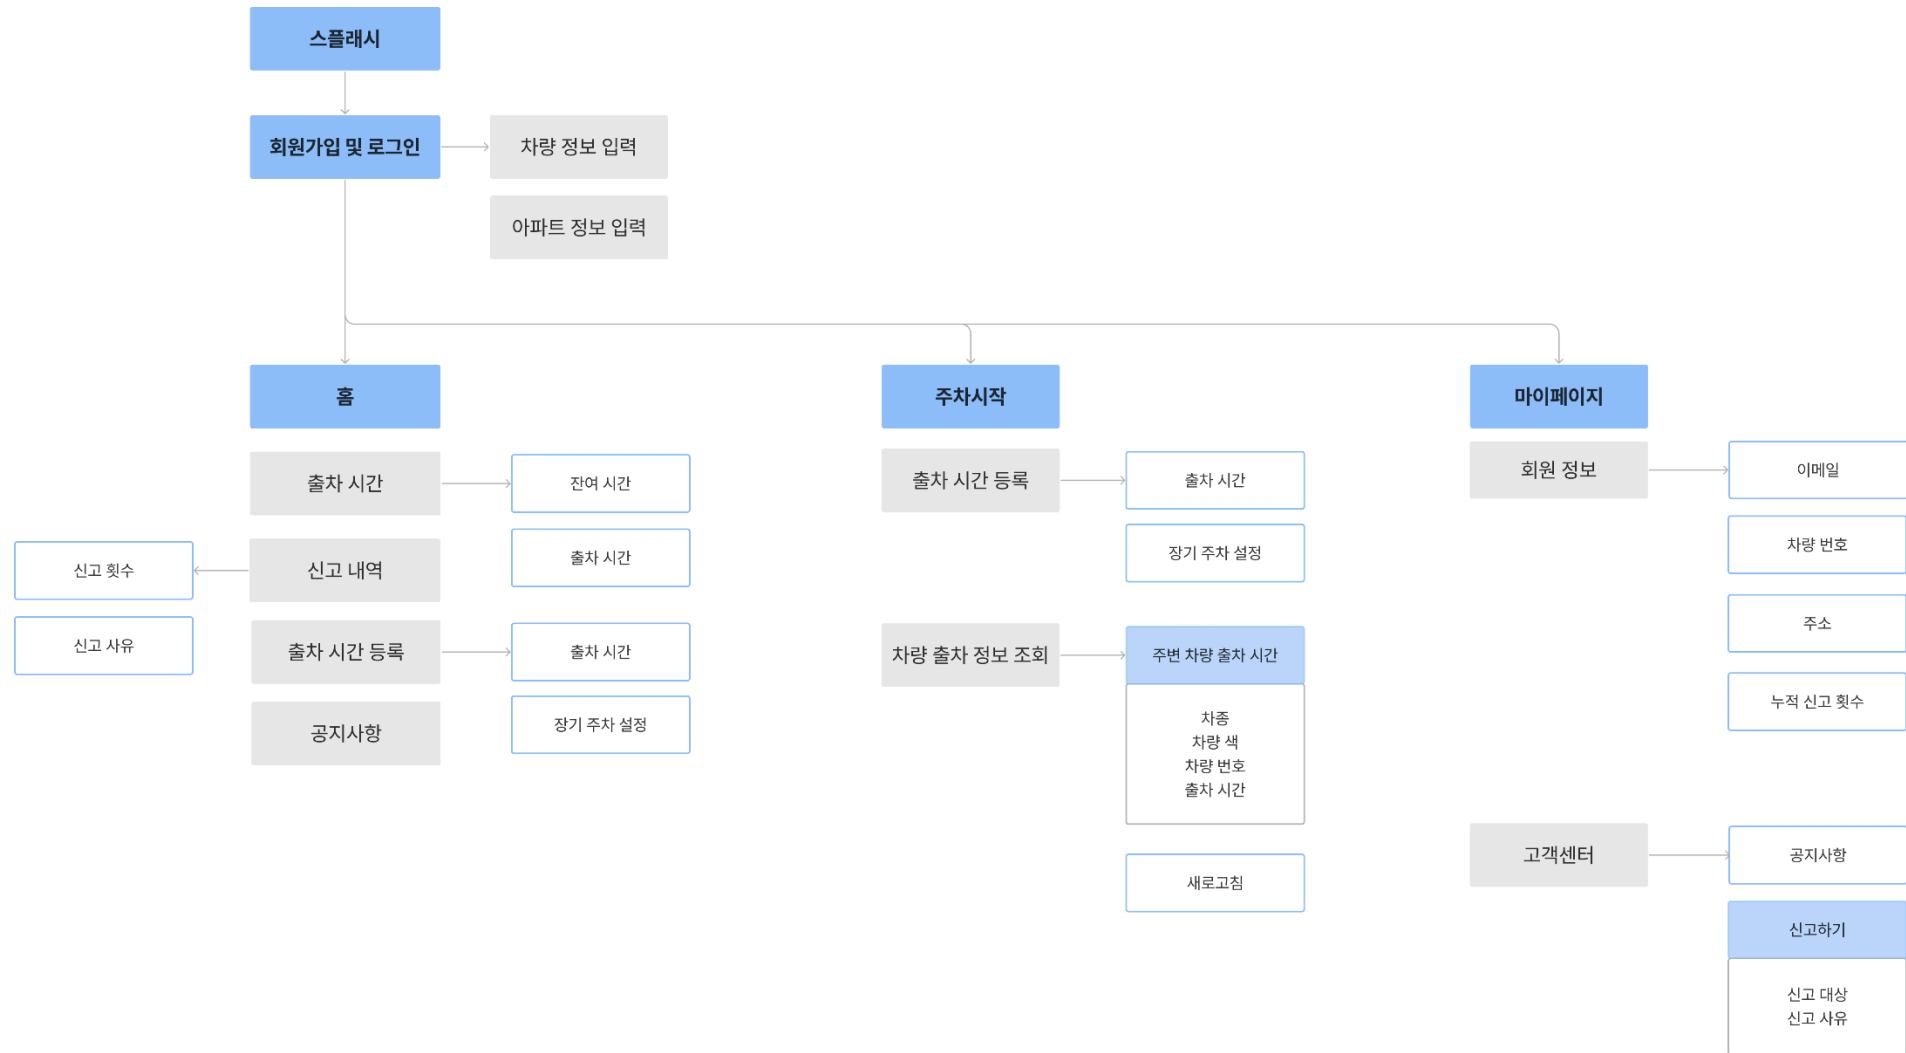 스플래시
회원가입 및 로그인
차량 정보 입력
아파트 정보 입력
홈
출차 시간
잔여 시간
출차 시간
신고 내역
신고 횟수
신고 사유
출차 시간 등록
출차 시간
장기 주차 설정
공지사항
주차시작
출차 시간 등록
출차 시간
장기 주차 설정
차량 출차 정보 조회
주변 차량 출차 시간
차종
차량 색
차량 번호
출차 시간
새로고침
마이페이지
회원 정보
이메일
차량 번호
주소
누적 신고 횟수
고객센터
공지사항
신고하기
신고 대상
신고 사유